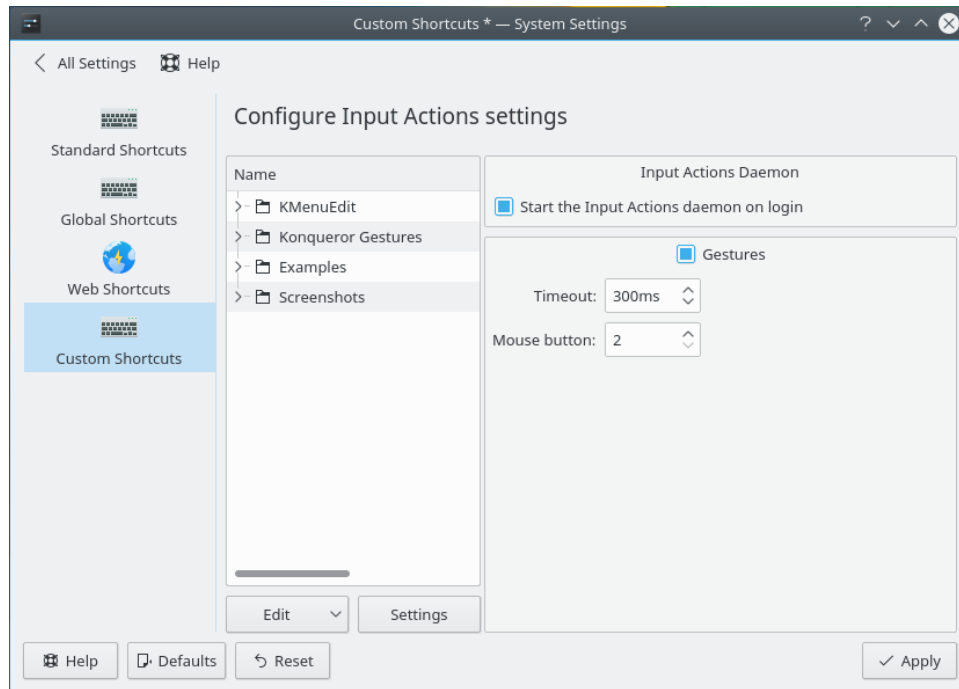 Custom Shortcuts * — System Settings
?
All Settings
Help
Standard Shortcuts
Global Shortcuts
Web Shortcuts
Custom Shortcuts
Configure Input Actions settings
Name
KMenuEdit
Konqueror Gestures
Examples
Screenshots
Edit
Settings
Input Actions Daemon
Start the Input Actions daemon on login
Gestures
Timeout: 300ms
Mouse button: 2
Help
Defaults
Reset
Apply